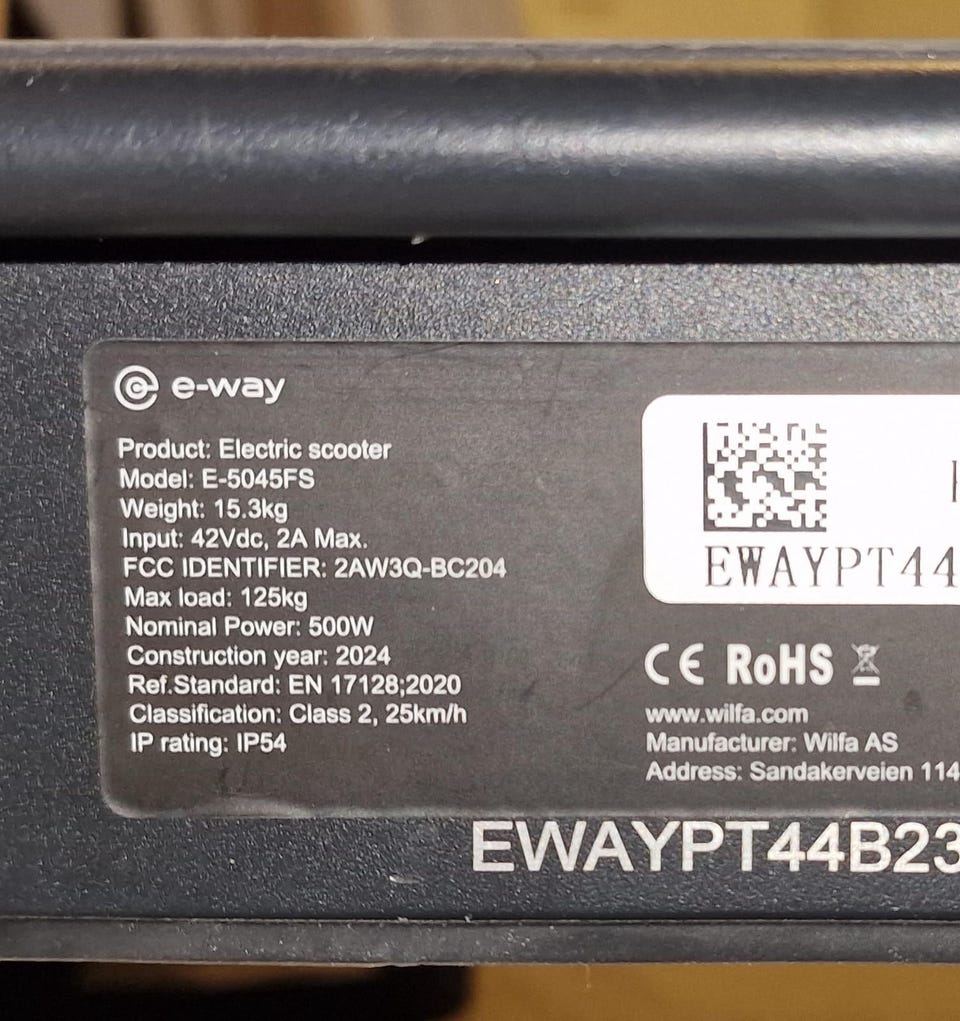 e-way
Product: Electric scooter
Model: E-5045FS
Weight: 15.3kg
Input: 42Vdc, 2A Max.
FCC IDENTIFIER: 2AW3Q-BC204
Max load: 125kg
Nominal Power: 500W
Construction year: 2024
Ref.Standard: EN 17128;2020
Classification: Class 2, 25km/h
IP rating: IP54
EWAYPT44
CE RoHS
www.wilfa.com
Manufacturer: Wilfa AS
Address: Sandakerveien 114
EWAYPT44B23